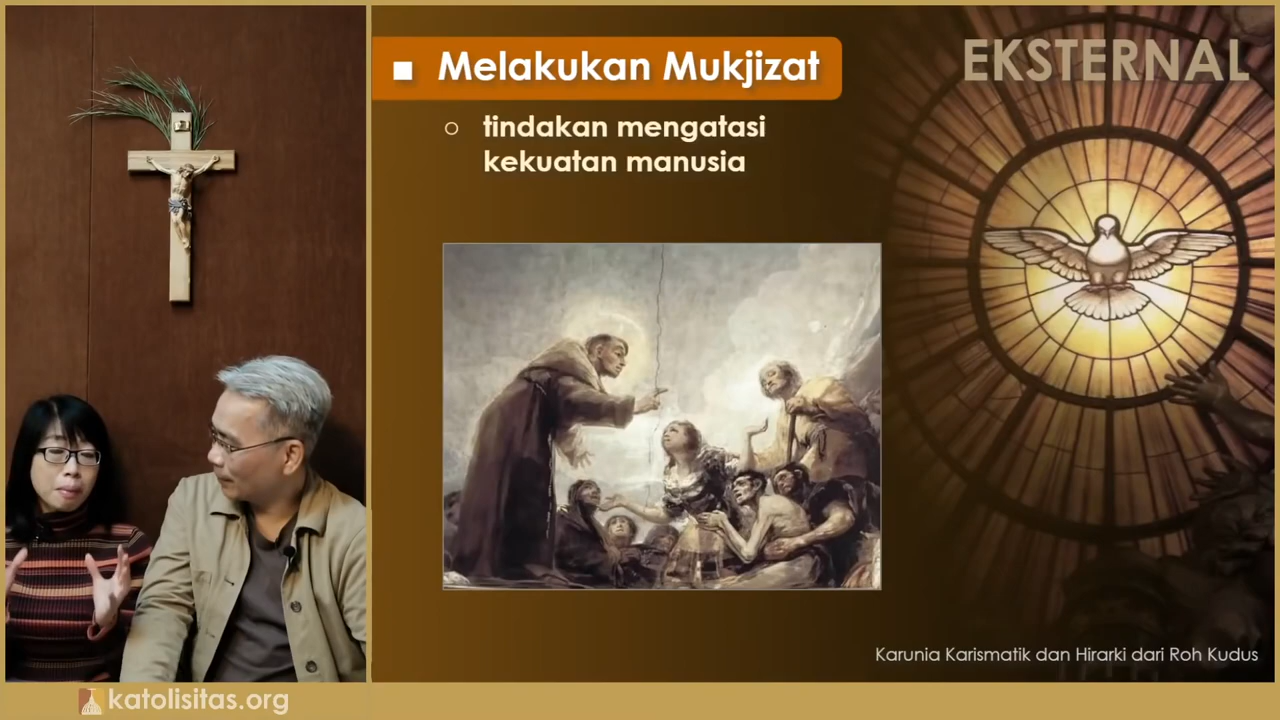 EKSTERNAL
Melakukan Mukjizat
tindakan mengatasi
kekuatan manusia
Karunia Karismatik dan Hirarki dari Roh Kudus
katolisitas.org